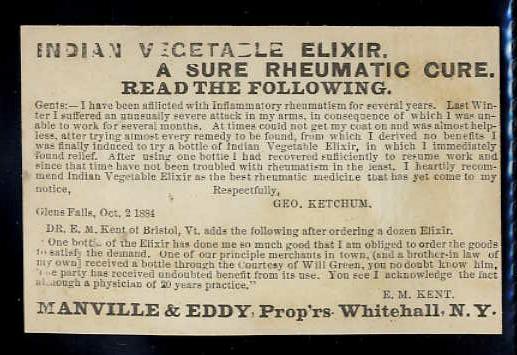 INDIAN VEGETABLE ELIXIR.
A SURE RHEUMATIC CURE.
READ THE FOLLOWING.
Gents:—I have been afflicted with Inflammatory rheumatism for several years. Last Win-
ter I suffered an unusually severe attack in my arms, in consequence of which I was un-
able to work for several months. At times could not get my coat on and was almost help-
less, after trying almost every remedy to be found, from which I derived no benefits I
was finally induced to try a bottle of Indian Vegetable Elixir, in which I immediately
found relief. After using one bottle I had recovered suficiently to resume work and
since that time have not been troubled with rheumatism in the least, I heartily recom-
mend Indian Vegetable Elixir as the best rheumatic medicine that has yet come to my
notice, Respectfully,
GEO. KETCHUM.
Glens Falls, Oct, 2 1884
DR, E. M. Kent of Bristol, Vt. adds the following after ordering a dozen Elixir.
"One bottle of the Elixir has done me so much good that I am obliged to order the goods
to satisfy the demand. One of our principle merchants in town, (and a brother-in law of
my own] received a bottle through the Courtesy of Will Green, you no doubt know him,
The party has received undoubted benefit from its use. You see I acknowledge the fact
although a physician of 20 years practice."
E. M. KENT.
MANVILLE & EDDY, Prop'rs. Whitehall, N.Y.